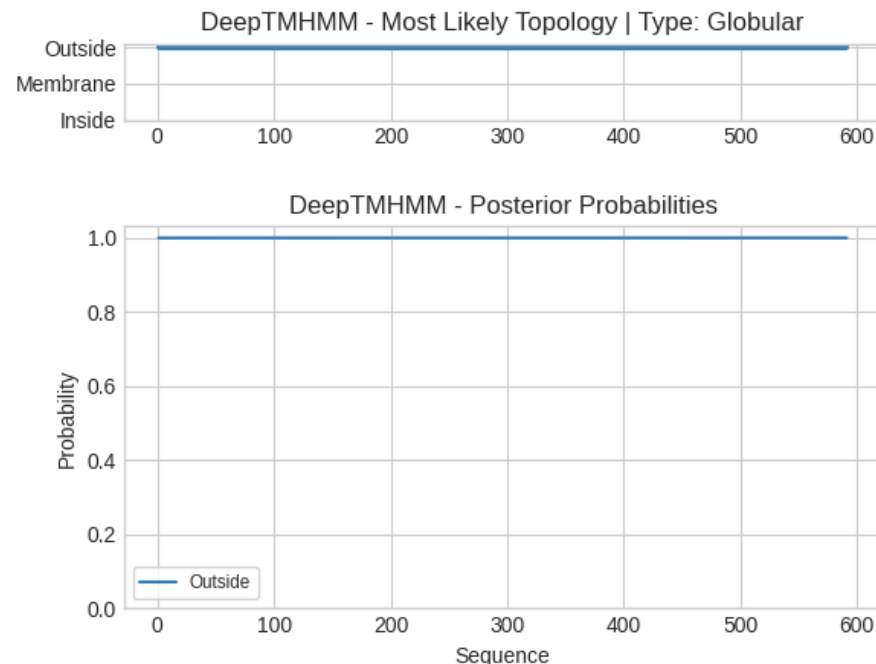 DeepTMHMM - Most Likely Topology | Type: Globular
Outside
Membrane
Inside
0 100 200 300 400 500 600
DeepTMHMM - Posterior Probabilities
1.0
0.8
0.6
0.4
0.2
0.0
Probability
Outside
0 100 200 300 400 500 600
Sequence